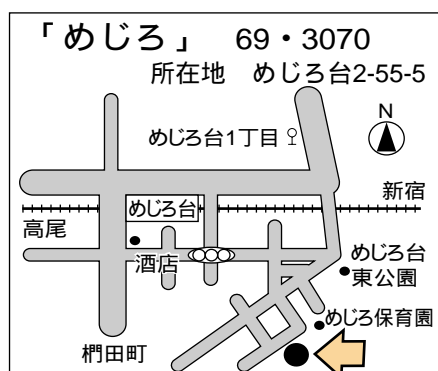 「めじろ」 69・3070
所在地 めじろ台2-55-5
N
めじろ台1丁目
新宿
めじろ台
高尾
酒店
めじろ台
東公園
めじろ保育園
椚田町